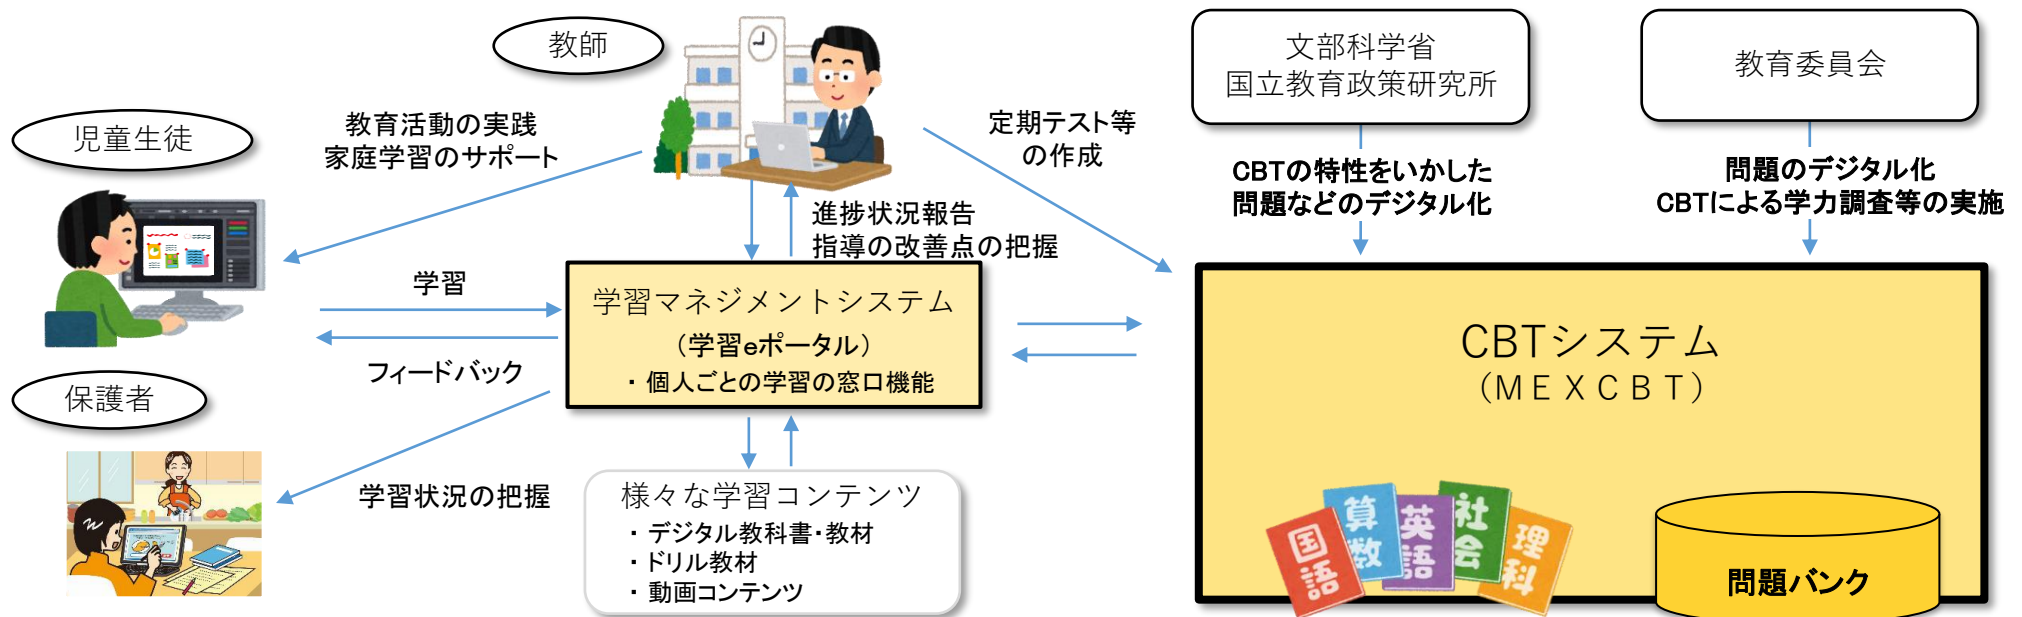 教師
文部科学省
国立教育政策研究所
教育委員会
児童生徒
教育活動の実践
家庭学習のサポート
定期テスト等
の作成
CBTの特性をいかした
問題などのデジタル化
問題のデジタル化
CBTによる学力調査等の実施
進捗状況報告
指導の改善点の把握
学習
フィードバック
学習マネジメントシステム
（学習eポータル）
・個人ごとの学習の窓口機能
CBTシステム
（ＭＥＸＣＢＴ）
保護者
学習状況の把握
様々な学習コンテンツ
・デジタル教科書・教材
・ドリル教材
・動画コンテンツ
国語
算数
英語
社会
理科
問題バンク